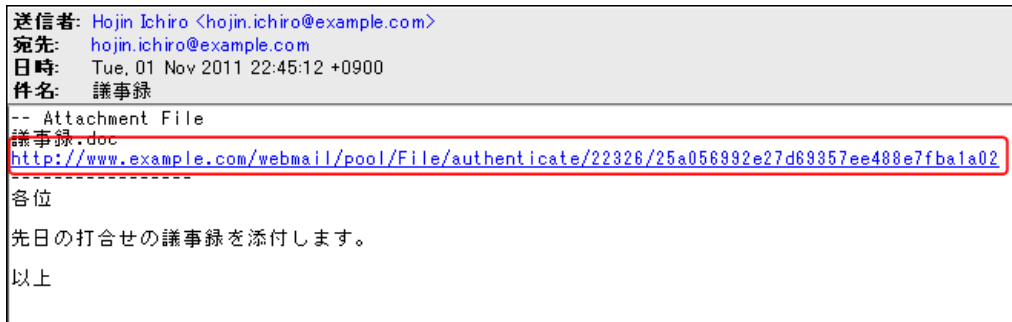 送信者: Hojin Ichiro <hojin.ichiro@example.com>
宛先: hojin.ichiro@example.com
日時: Tue, 01 Nov 2011 22:45:12 +0900
件名: 議事録
-- Attachment File
議事録.doc
http://www.example.com/webmail/pool/File/authenticate/22326/25a056992e27d69357ee488e7fba1a02
-----------------
各位
先日の打合せの議事録を添付します。
以上